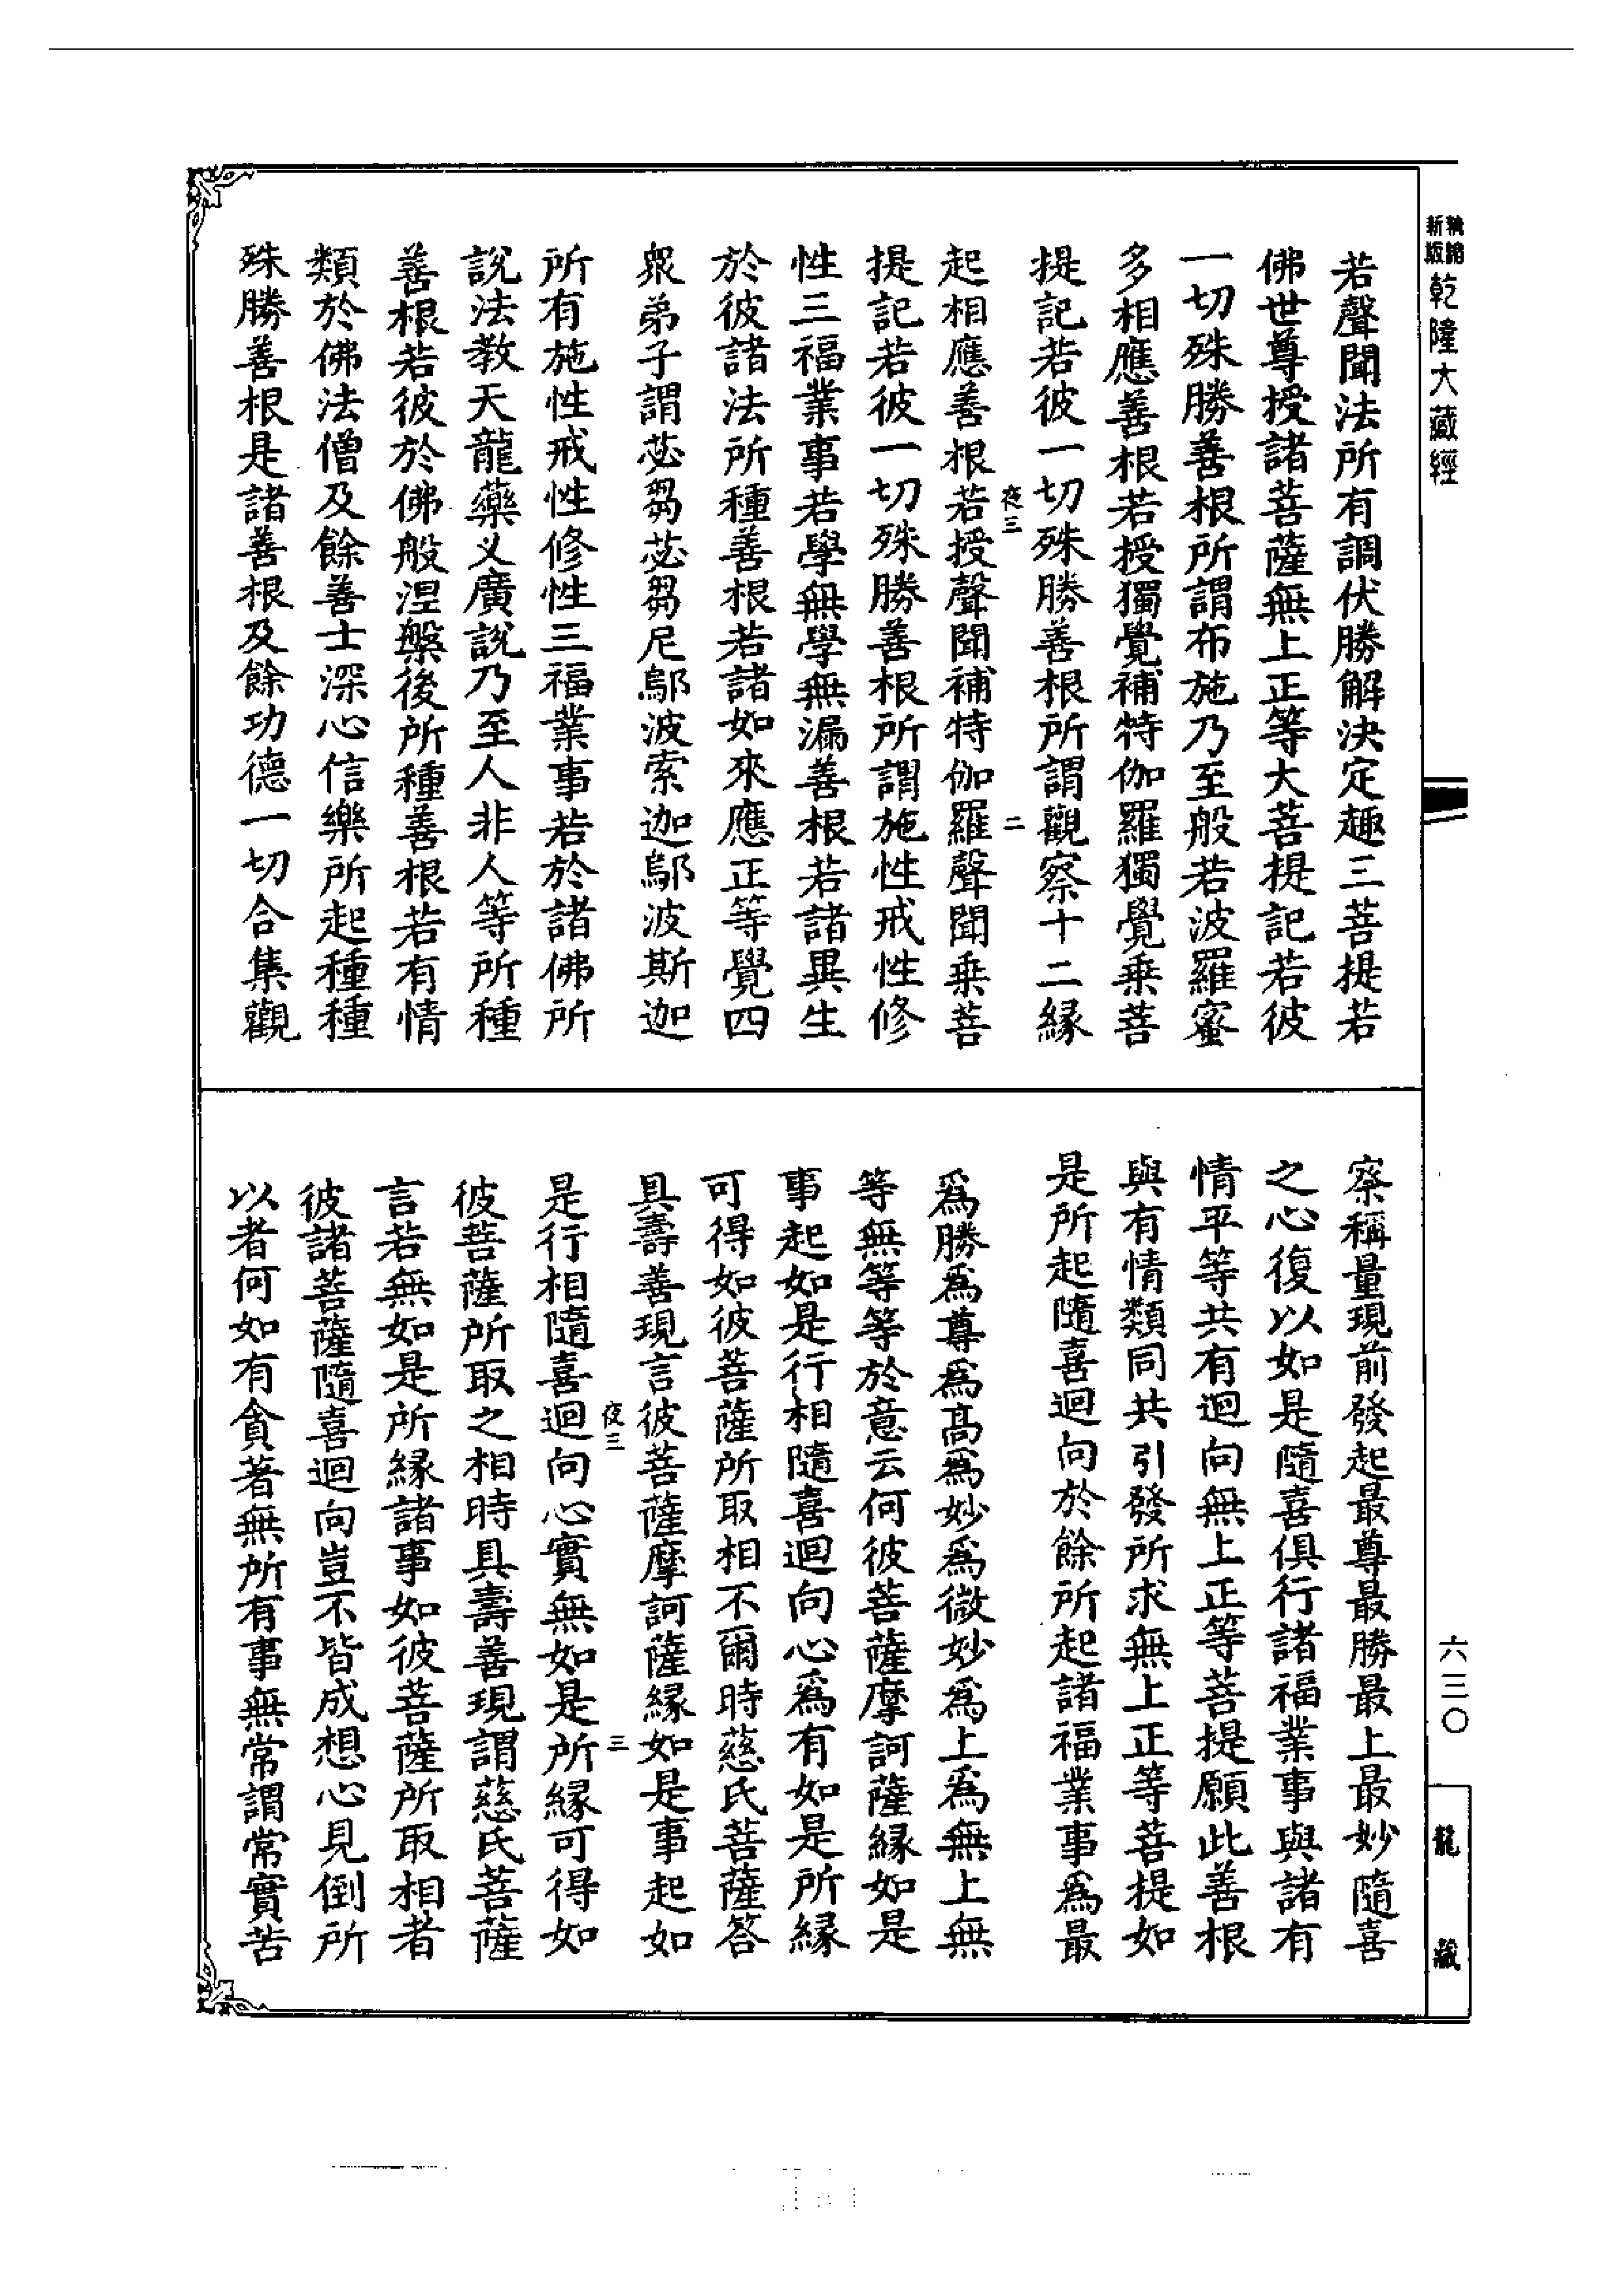 新版 精縮 乾隆大藏經
若聲聞法所有調伏勝解決定趣三菩提若
佛世尊授諸菩薩無上正等大菩提記若彼
一切殊勝善根所謂布施乃至般若波羅蜜
多相應善根若授獨覺補特伽羅獨覺乗菩
提記若彼一切殊勝善根所謂觀察十二緣
夜三 二
起相應善根若授聲聞補特伽羅聲聞乗菩
提記若彼一切殊勝善根所謂施性戒性修
性三福業事若學無學無漏善根若諸異生
於彼諸法所種善根若諸如來應正等覺四
衆弟子謂苾芻苾芻尼鄔波索迦鄔波斯迦
所有施性戒性修性三福業事若於諸佛所
說法教天龍藥义廣說乃至人非人等所種
善根若彼於佛般涅槃後所種善根若有情
類於佛法僧及餘善士深心信樂所起種種
殊勝善根是諸善根及餘功德一切合集觀
察稱量現前發起最尊最勝最上最妙隨喜
之心復以如是隨喜俱行諸福業事與諸有
情平等共有迴向無上正等菩提願此善根
與有情類同共引發所求無上正等菩提如
是所起隨喜迴向於餘所起諸福業事爲最
爲勝爲尊爲高爲妙爲微妙爲上爲無上無
等無等等於意云何彼菩薩摩訶薩緣如是
事起如是行相隨喜迴向心爲有如是所緣
可得如彼菩薩所取相不爾時慈氏菩薩答
具壽善現言彼菩薩摩訶薩緣如是事起如
夜三 三
是行相隨喜迴向心實無如是所緣可得如
彼菩薩所取之相時具壽善現謂慈氏菩薩
言若無如是所緣諸事如彼菩薩所取相者
彼諸菩薩隨喜迴向豈不皆成想心見倒所
以者何如有貪著無所有事無常謂常實苦
六三〇
龍藏